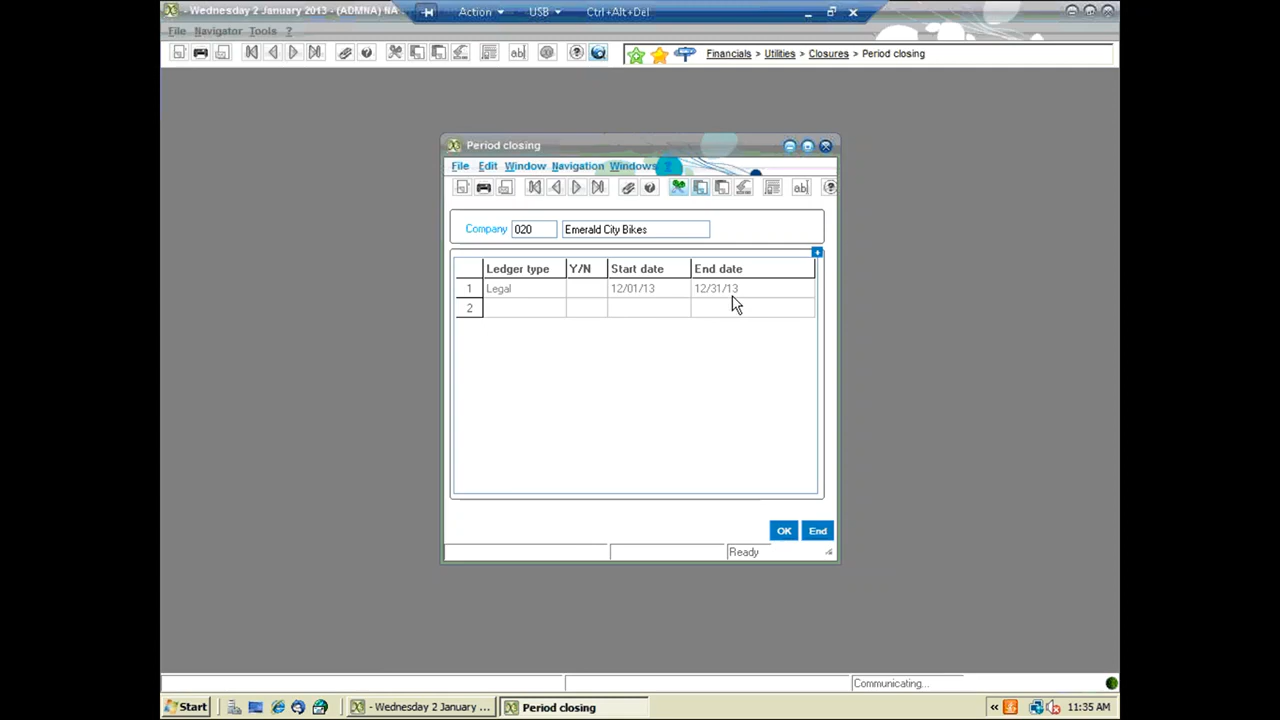 - Wednesday 2 January 2013 - (ADMNA) NA.
Action USB Ctrl+Alt+Del
File Navigator Tools ?
Financials > Utilities > Closures > Period closing
Period closing
File Edit Window Navigation Windows ?
Company 020 Emerald City Bikes
Ledger type Y/N Start date End date
1 Legal 12/01/13 12/31/13
2
OK End
Ready
Communicating...
Start - Wednesday 2 January ... Period closing « 11:35 AM